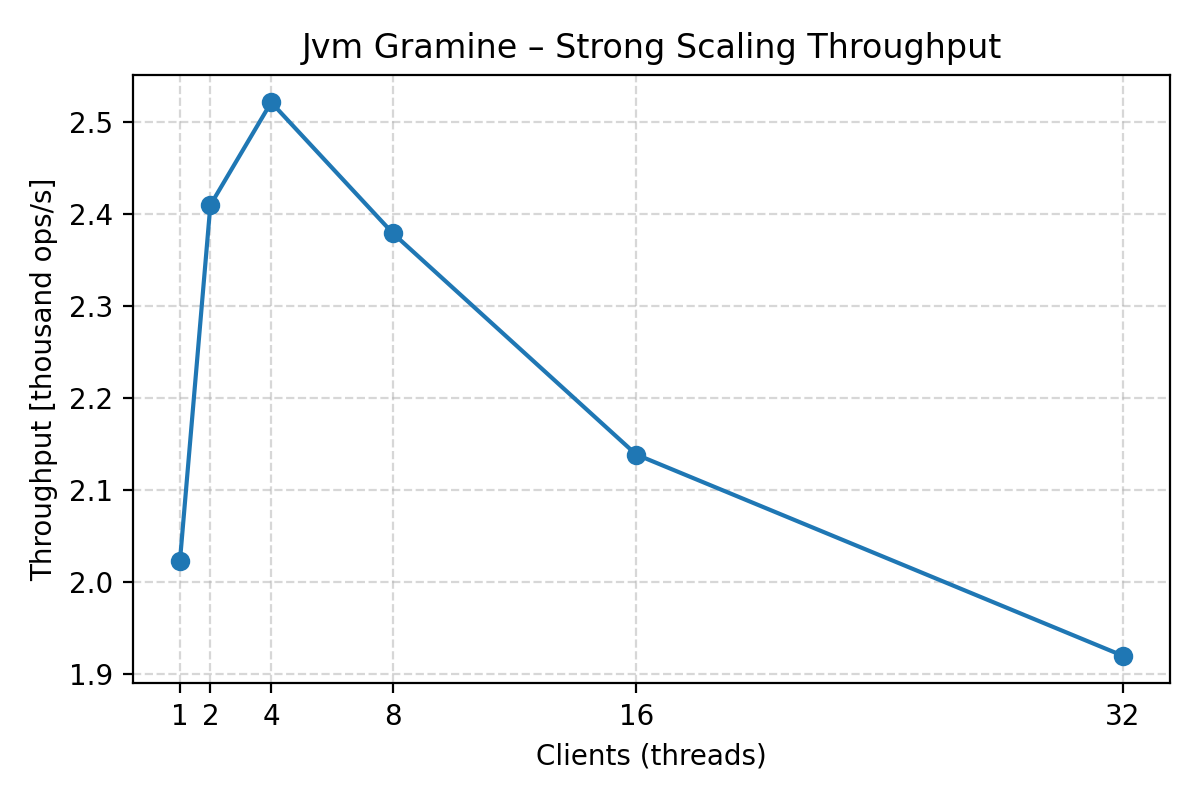 Jvm Gramine – Strong Scaling Throughput
Throughput [thousand ops/s]
2.5
2.4
2.3
2.2
2.1
2.0
1.9
1 2 4 8 16 32
Clients (threads)